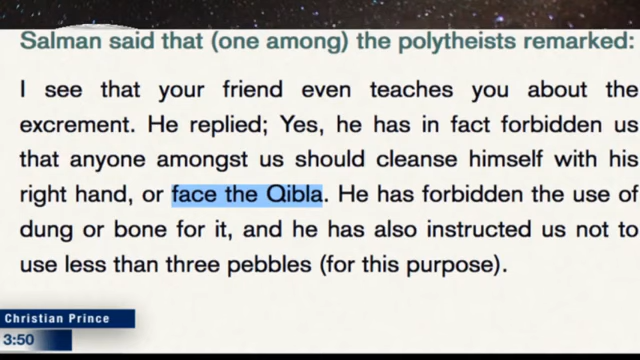 Salman said that (one among) the polytheists remarked:
I see that your friend even teaches you about the
excrement. He replied; Yes, he has in fact forbidden us
that anyone amongst us should cleanse himself with his
right hand, or face the Qibla. He has forbidden the use of
dung or bone for it, and he has also instructed us not to
use less than three pebbles (for this purpose).
Christian Prince
3:50